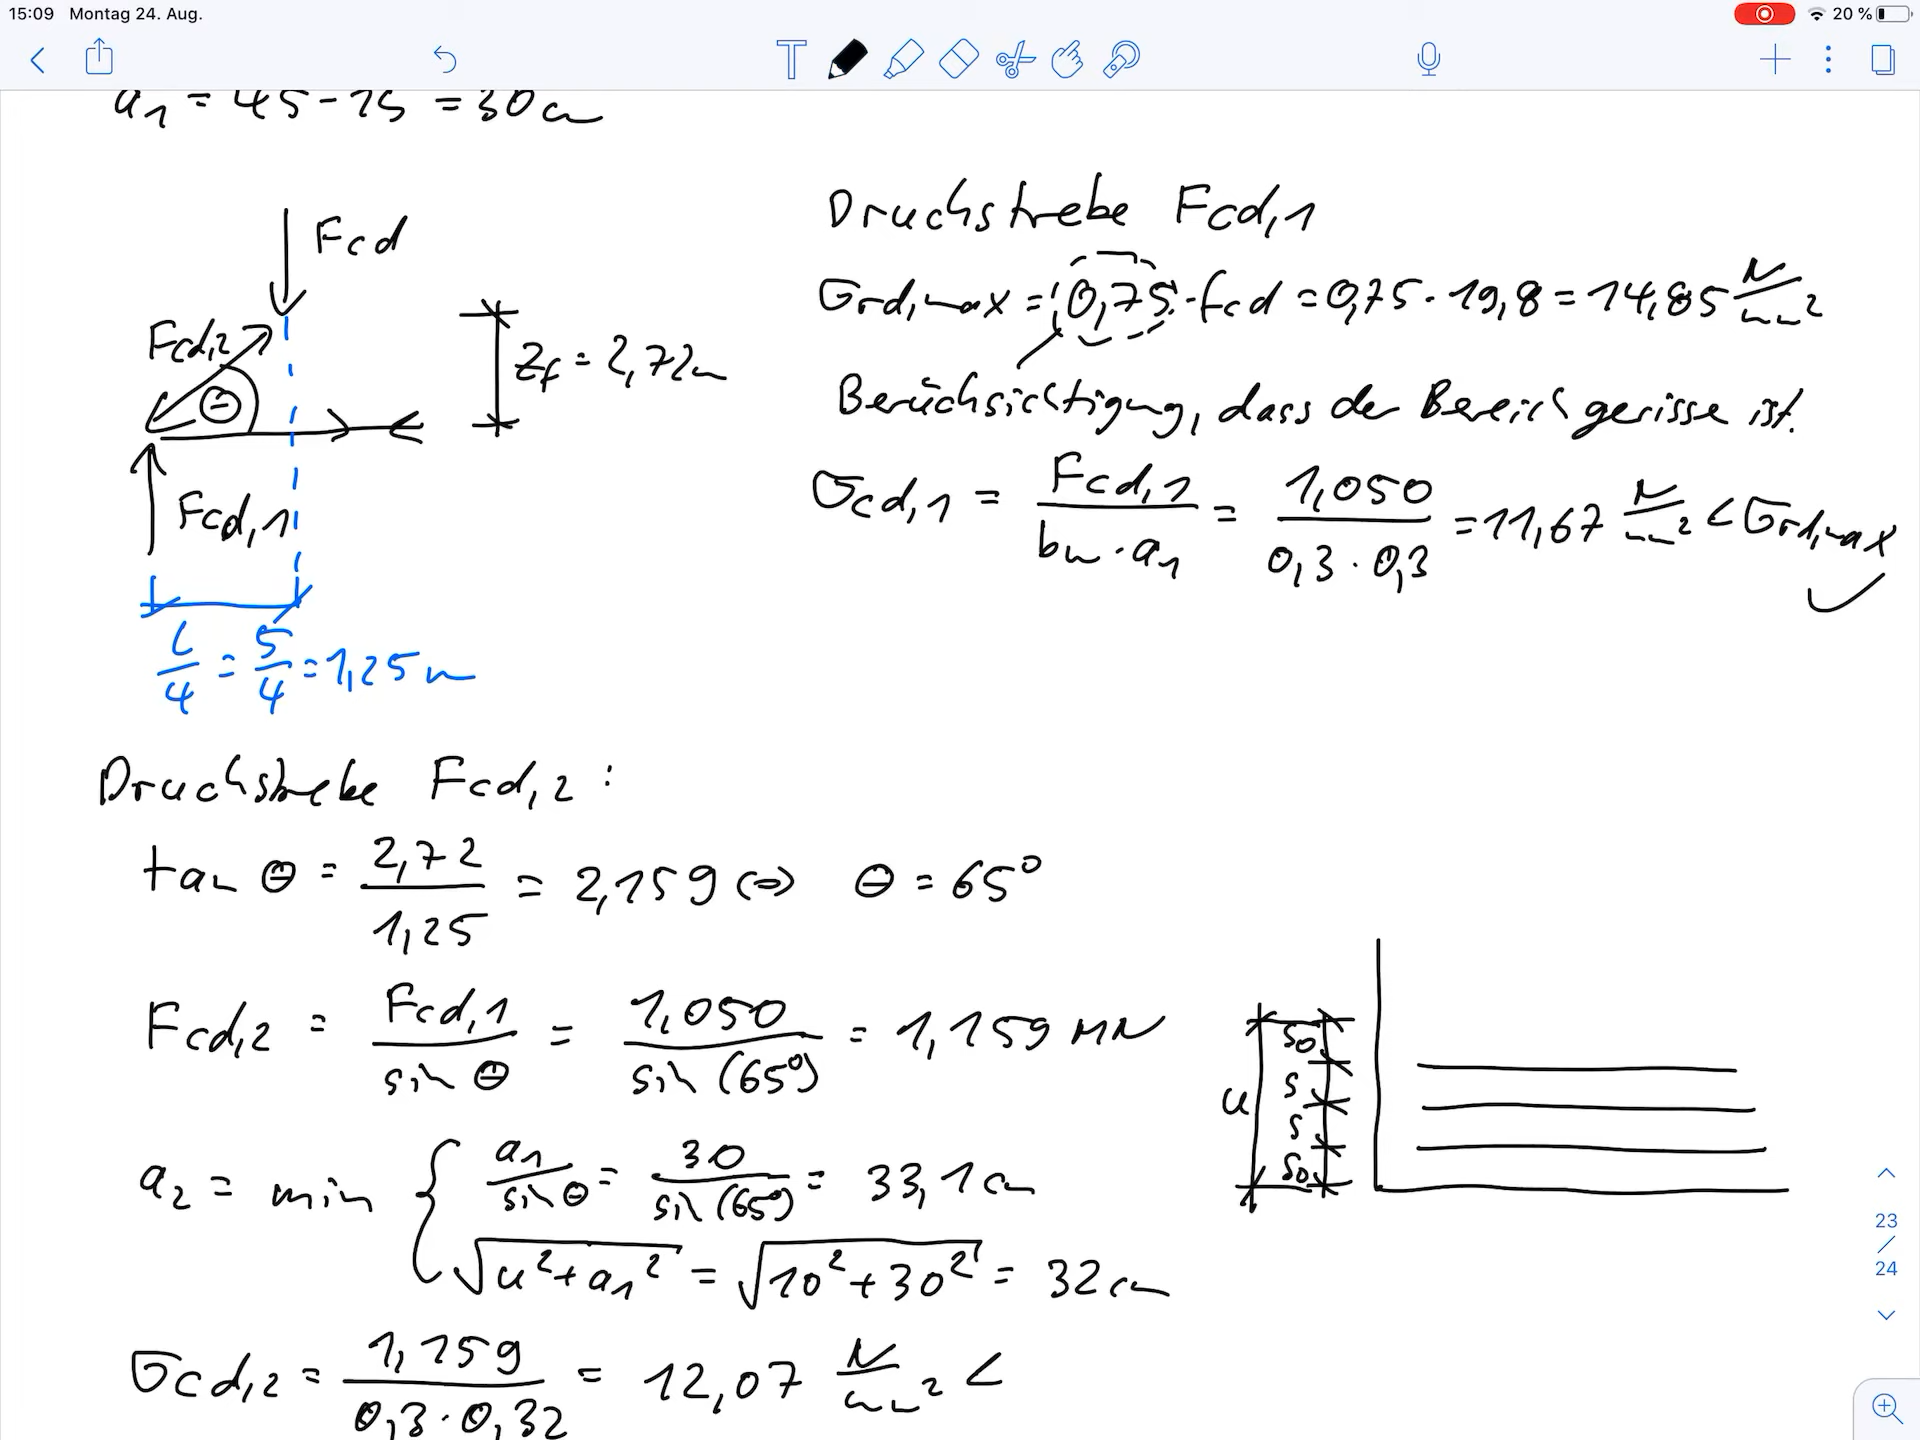 15:09 Montag 24. Aug.
20 %
a1 = 45 - 15 = 30 cm
Fcd
Fcd,2
Θ
zf = 2,72 m
Fcd,1
L/4 = 5/4 = 1,25 m
Druckstrebe Fcd,1
σrd,max = 0,75 · fcd = 0,75 · 19,8 = 14,85 N/mm²
Berücksichtigung, dass der Bereich gerisse ist.
σcd,1 = Fcd,1 / (bw · a1) = 1,050 / (0,3 · 0,3) = 11,67 N/mm² < σrd,max ✓
Druckstrebe Fcd,2 :
tan Θ = 2,72 / 1,25 = 2,159 <=> Θ = 65°
Fcd,2 = Fcd,1 / sin Θ = 1,050 / sin (65°) = 1,159 MN
a2 = min { a1 / sin Θ = 30 / sin (65°) = 33,1 cm
√(u² + a1²) = √(10² + 30²) = 32 cm
σcd,2 = 1,159 / (0,3 · 0,32) = 12,07 N/mm² <
u
s0
s
s
s0
23
/
24